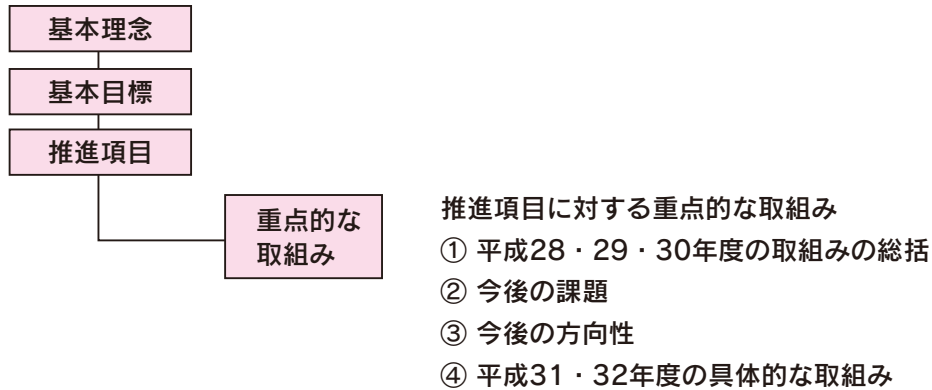 基本理念
基本目標
推進項目
重点的な
取組み
推進項目に対する重点的な取組み
① 平成28・29・30年度の取組みの総括
② 今後の課題
③ 今後の方向性
④ 平成31・32年度の具体的な取組み